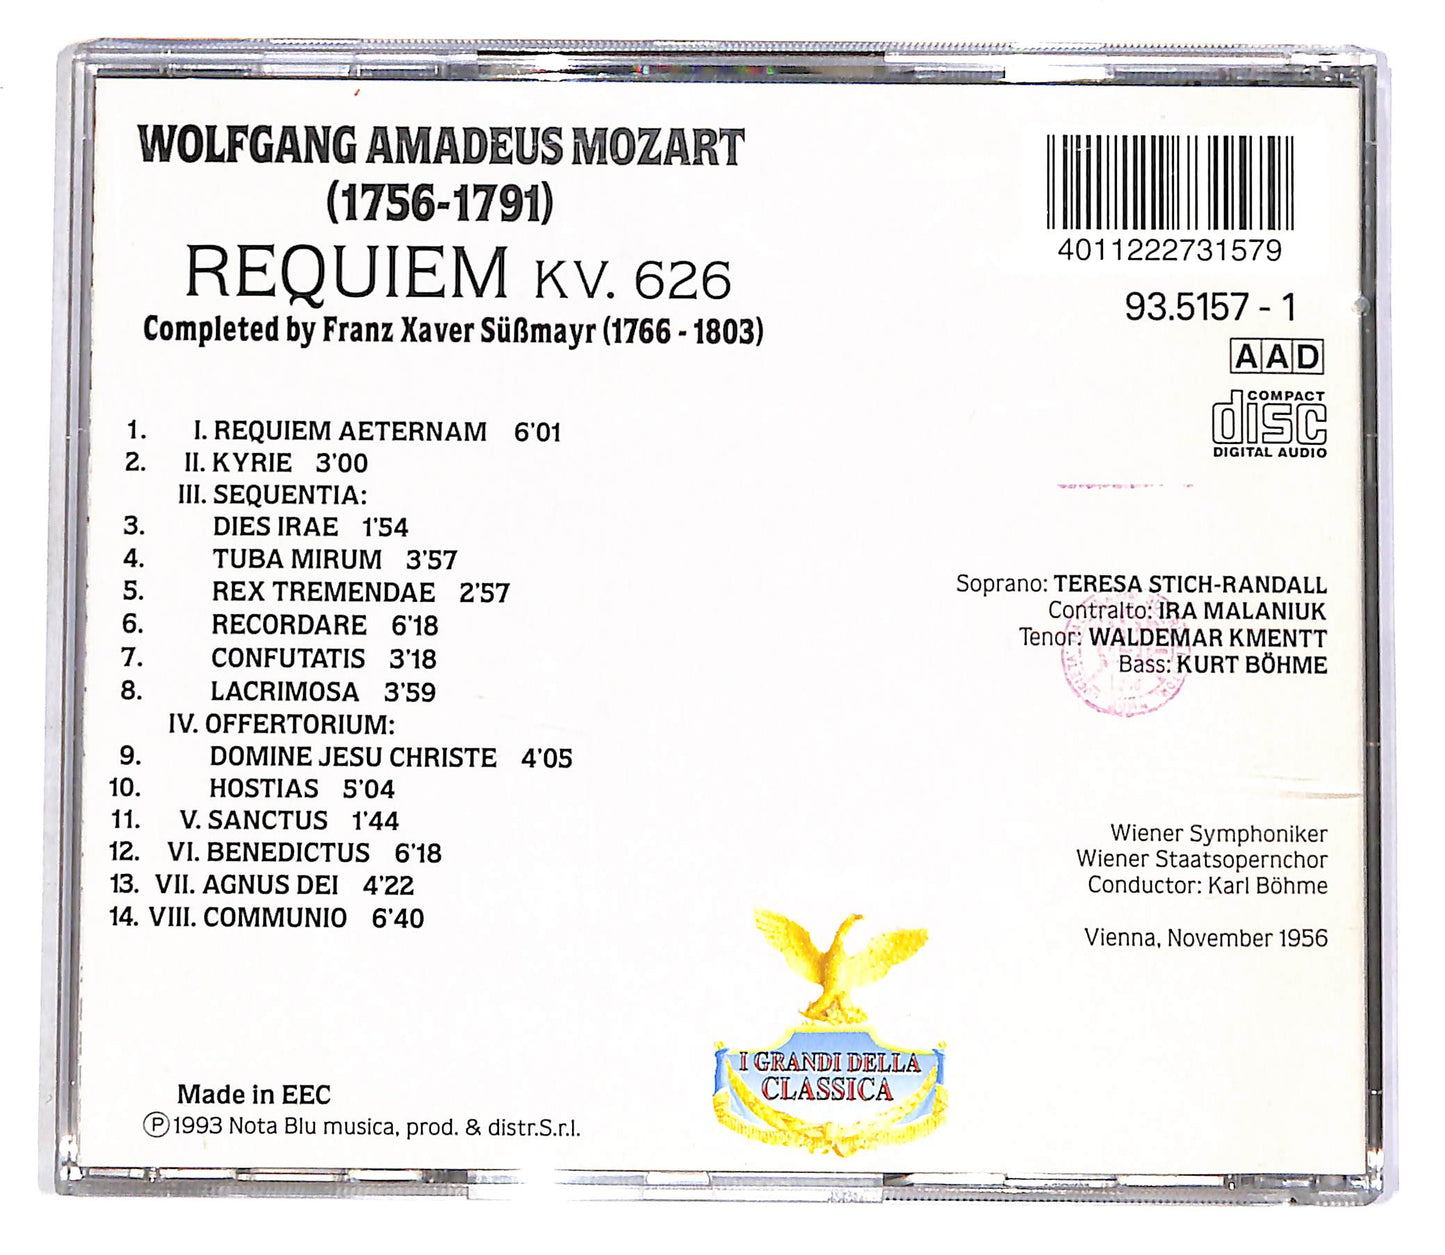 WOLFGANG AMADEUS MOZART
(1756-1791)
REQUIEM KV. 626
Completed by Franz Xaver Süßmayr (1766 - 1803)
4011222731579
93.5157 - 1
AAD
COMPACT
disc
DIGITAL AUDIO
1. I. REQUIEM AETERNAM 6'01
2. II. KYRIE 3'00
III. SEQUENTIA:
3. DIES IRAE 1'54
4. TUBA MIRUM 3'57
5. REX TREMENDAE 2'57
6. RECORDARE 6'18
7. CONFUTATIS 3'18
8. LACRIMOSA 3'59
IV. OFFERTORIUM:
9. DOMINE JESU CHRISTE 4'05
10. HOSTIAS 5'04
11. V. SANCTUS 1'44
12. VI. BENEDICTUS 6'18
13. VII. AGNUS DEI 4'22
14. VIII. COMMUNIO 6'40
Soprano: TERESA STICH-RANDALL
Contralto: IRA MALANIUK
Tenor: WALDEMAR KMENTT
Bass: KURT BÖHME
Wiener Symphoniker
Wiener Staatsopernchor
Conductor: Karl Böhme
Vienna, November 1956
I GRANDI DELLA
CLASSICA
Made in EEC
Ⓟ 1993 Nota Blu musica, prod. & distr.S.r.l.